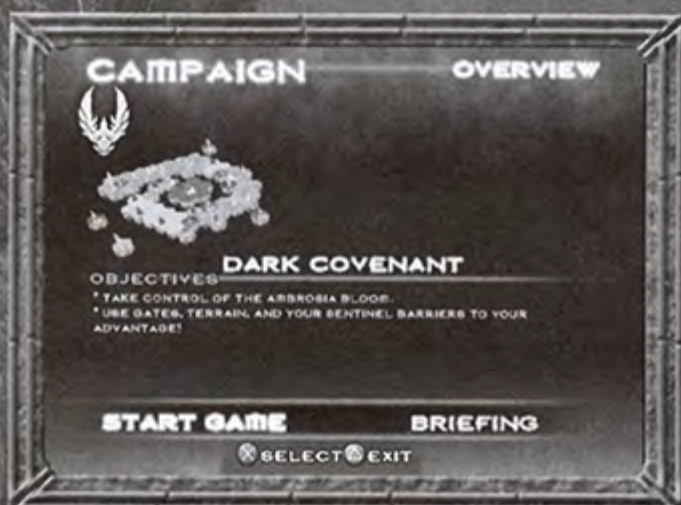 CAMPAIGN
OVERVIEW
DARK COVENANT
OBJECTIVES
* TAKE CONTROL OF THE AMBROSIA BLOOM.
* USE GATES, TERRAIN, AND YOUR SENTINEL BARRIERS TO YOUR
ADVANTAGE!
START GAME
BRIEFING
SELECT EXIT